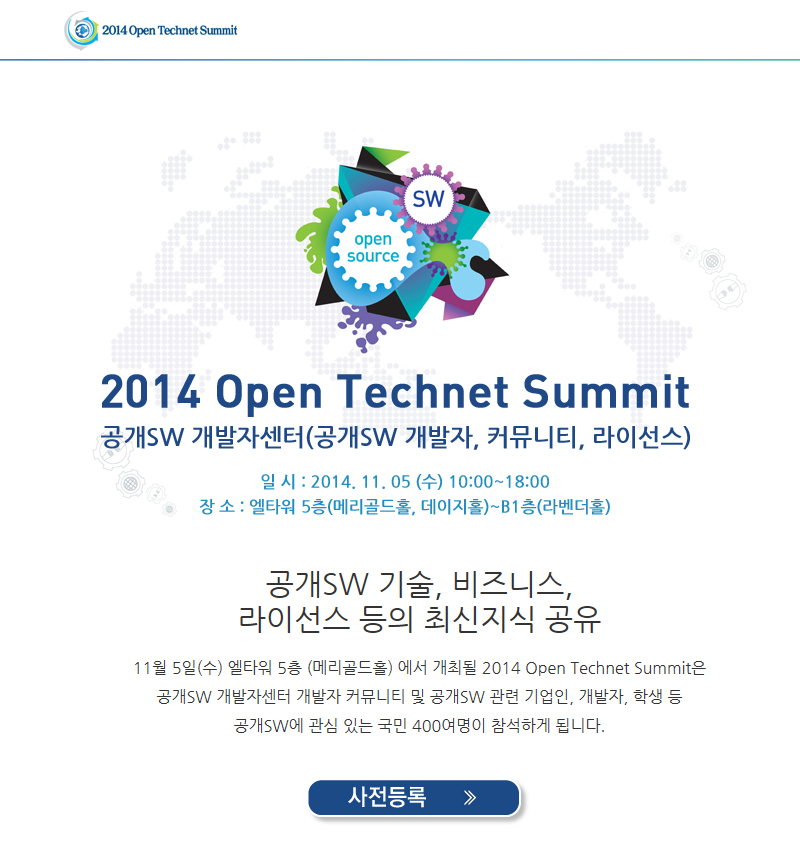 2014 Open Technet Summit
SW
open
source
2014 Open Technet Summit
공개SW 개발자센터(공개SW 개발자, 커뮤니티, 라이선스)
일 시 : 2014. 11. 05 (수) 10:00~18:00
장 소 : 엘타워 5층(메리골드홀, 데이지홀)~B1층(라벤더홀)
공개SW 기술, 비즈니스,
라이선스 등의 최신지식 공유
11월 5일(수) 엘타워 5층 (메리골드홀) 에서 개최될 2014 Open Technet Summit은
공개SW 개발자센터 개발자 커뮤니티 및 공개SW 관련 기업인, 개발자, 학생 등
공개SW에 관심 있는 국민 400여명이 참석하게 됩니다.
사전등록